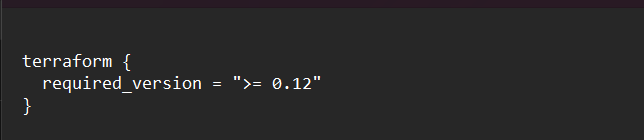 terraform {
  required_version = ">= 0.12"
}